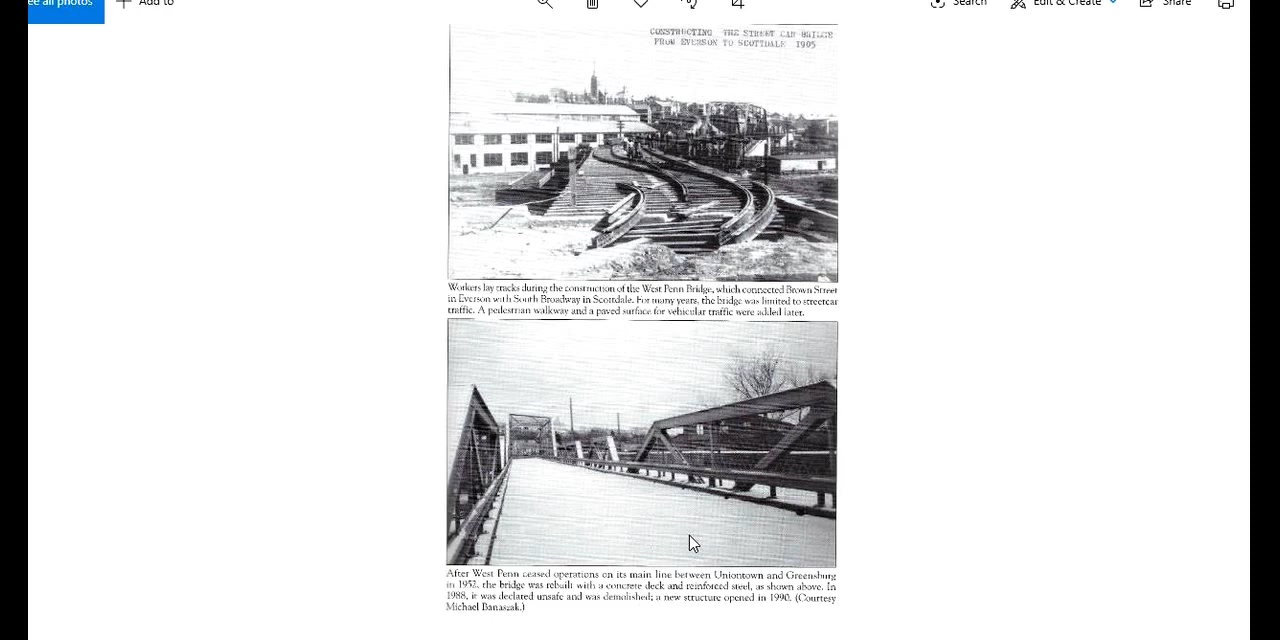 ee all photos
Add to
Search
Edit & Create
Share
CONSTRUCTING THE STREET CAR BRIDGE
FROM EVERSON TO SCOTTDALE 1905
Workers lay tracks during the construction of the West Penn Bridge, which connected Brown Street
in Everson with South Broadway in Scottdale. For many years, the bridge was limited to streetcar
traffic. A pedestrian walkway and a paved surface for vehicular traffic were added later.
After West Penn ceased operations on its main line between Uniontown and Greensburg
in 1952, the bridge was rebuilt with a concrete deck and reinforced steel, as shown above. In
1988, it was declared unsafe and was demolished; a new structure opened in 1990. (Courtesy
Michael Banaszak.)